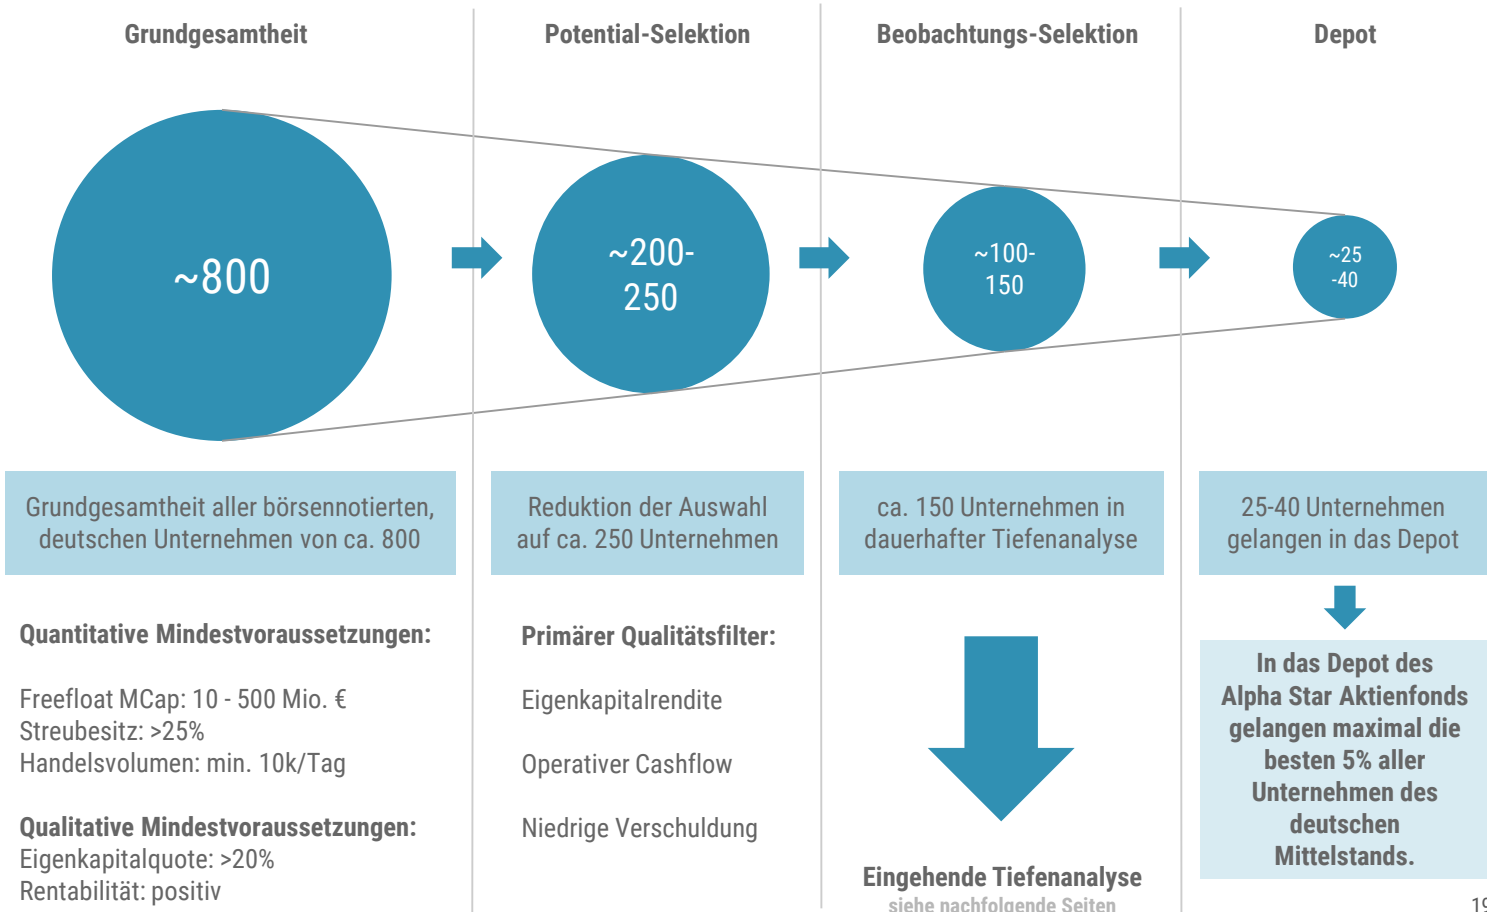 Grundgesamtheit
Potential-Selektion
Beobachtungs-Selektion
Depot
~800
~200-
250
~100-
150
~25
-40
Grundgesamtheit aller börsennotierten,
deutschen Unternehmen von ca. 800
Reduktion der Auswahl
auf ca. 250 Unternehmen
ca. 150 Unternehmen in
dauerhafter Tiefenanalyse
25-40 Unternehmen
gelangen in das Depot
Quantitative Mindestvoraussetzungen:
Freefloat MCap: 10 - 500 Mio. €
Streubesitz: >25%
Handelsvolumen: min. 10k/Tag
Qualitative Mindestvoraussetzungen:
Eigenkapitalquote: >20%
Rentabilität: positiv
Primärer Qualitätsfilter:
Eigenkapitalrendite
Operativer Cashflow
Niedrige Verschuldung
Eingehende Tiefenanalyse
siehe nachfolgende Seiten
In das Depot des
Alpha Star Aktienfonds
gelangen maximal die
besten 5% aller
Unternehmen des
deutschen
Mittelstands.
19